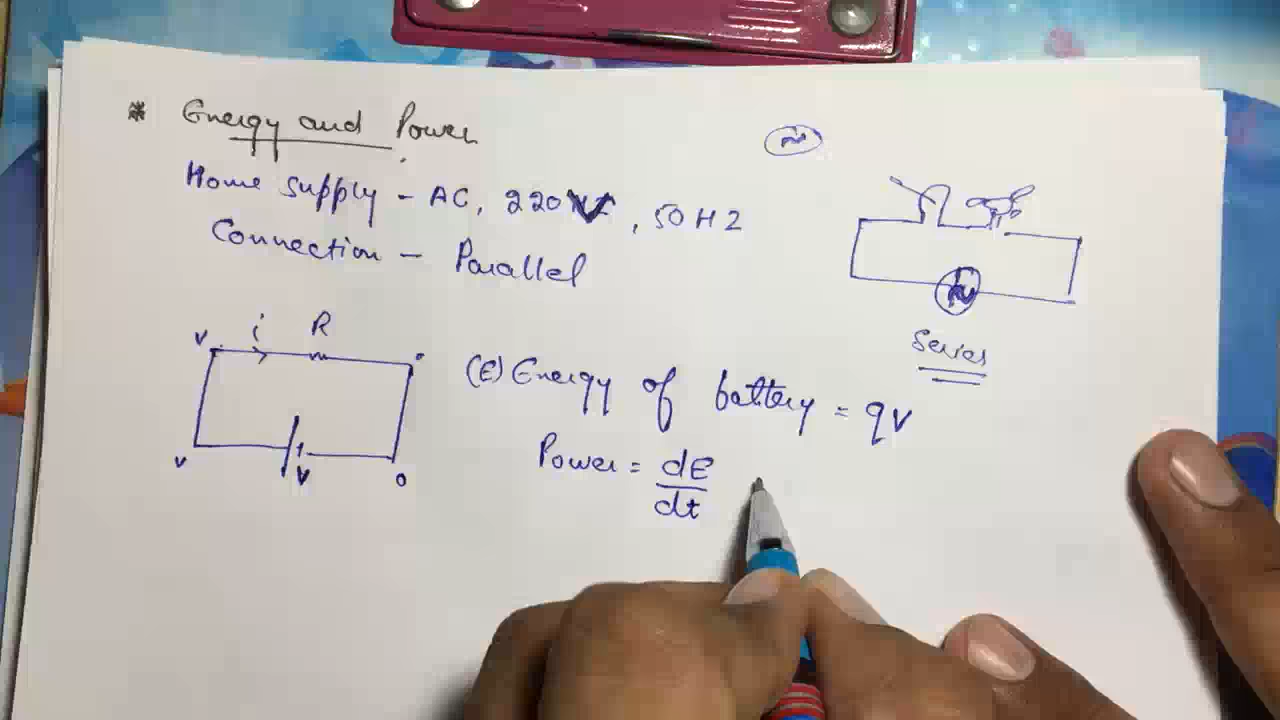 * Energy and Power
Home supply - AC, 220V, 50 HZ
Connection - Parallel
Series
V i R 0
V V 0
(E) Energy of battery = qV
Power = dE/dt